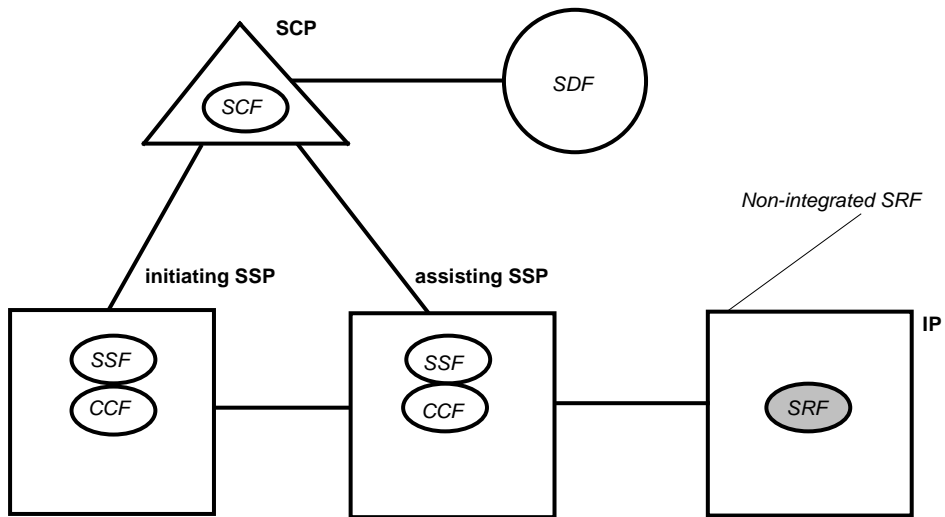 SCP
SCF
SDF
Non-integrated SRF
initiating SSP
assisting SSP
IP
SSF
CCF
SSF
CCF
SRF